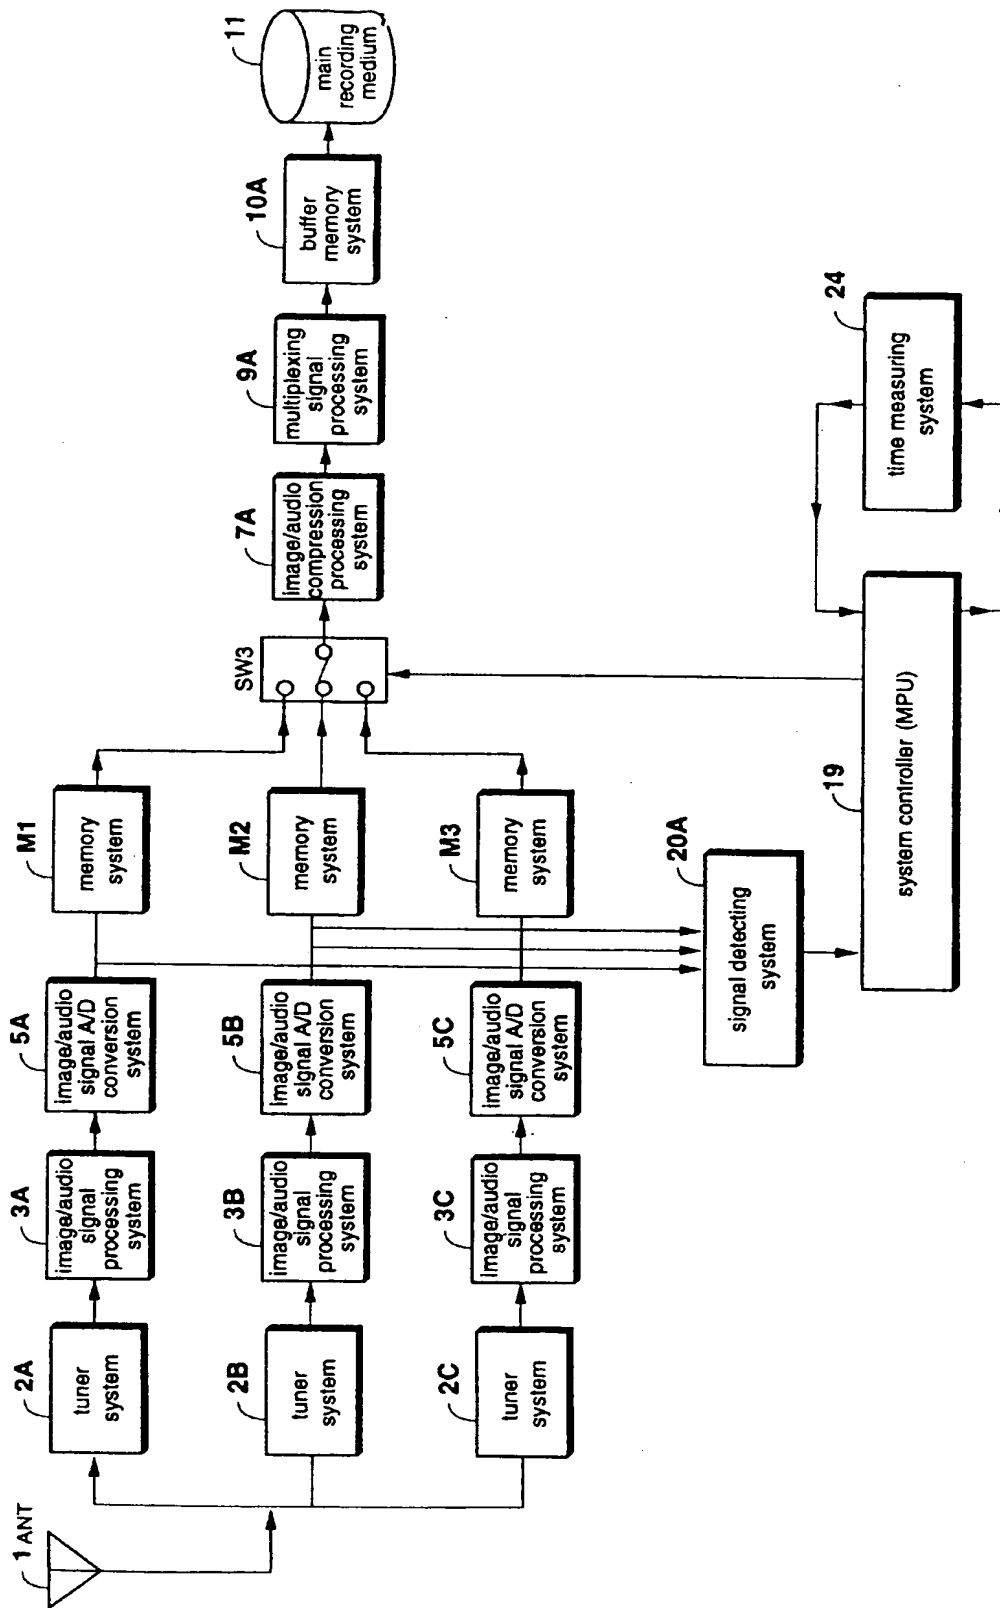 1 ANT
2A
tuner
system
3A
image/audio
signal
processing
system
5A
image/audio
signal A/D
conversion
system
M1
memory
system
2B
tuner
system
3B
image/audio
signal
processing
system
5B
image/audio
signal A/D
conversion
system
M2
memory
system
2C
tuner
system
3C
image/audio
signal
processing
system
5C
image/audio
signal A/D
conversion
system
M3
memory
system
SW3
7A
image/audio
compression
processing
system
9A
multiplexing
signal
processing
system
10A
buffer
memory
system
11
main
recording
medium
20A
signal detecting
system
19
system controller (MPU)
24
time measuring
system